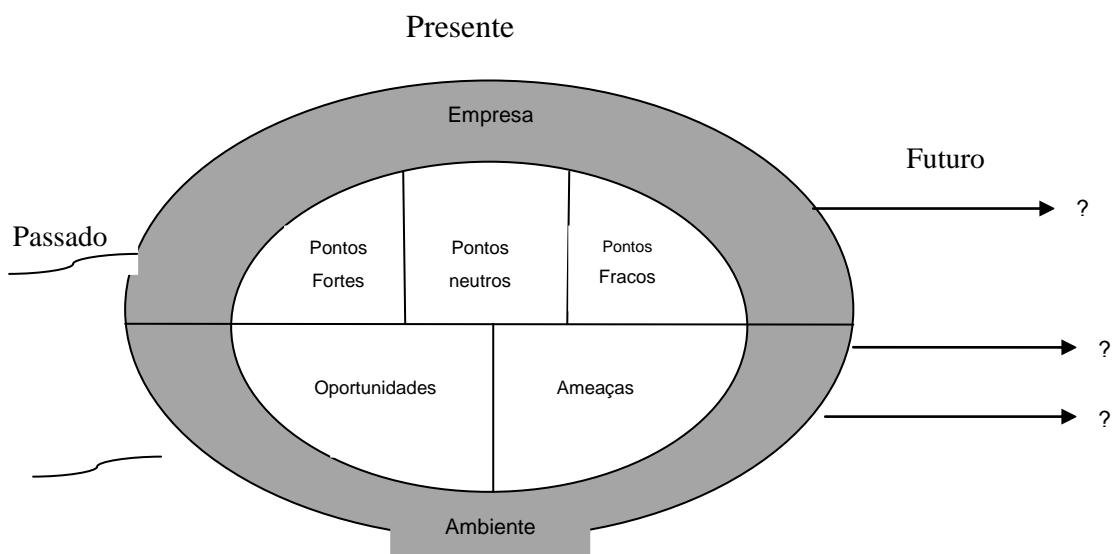 Presente
Empresa
Futuro
?
Passado
Pontos
Fortes
Pontos
neutros
Pontos
Fracos
?
Oportunidades
Ameaças
?
Ambiente